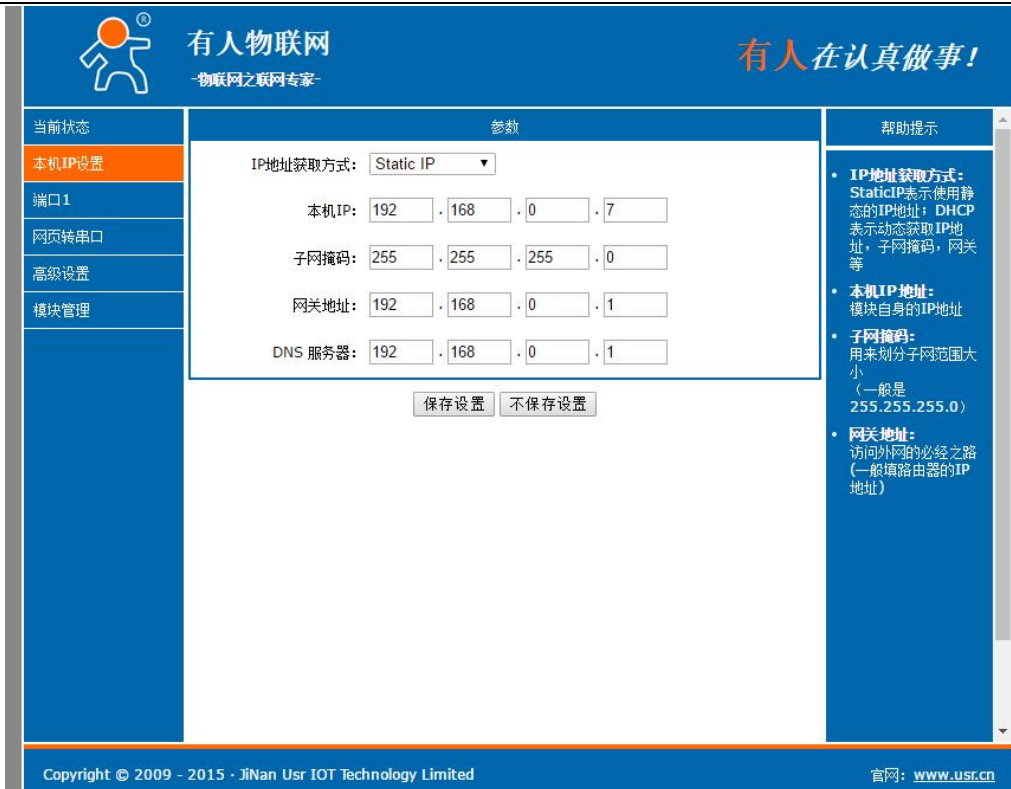 ®
有人物联网
-物联网之联网专家-
有人在认真做事!
当前状态
本机IP设置
端口1
网页转串口
高级设置
模块管理
参数
IP地址获取方式: Static IP
本机IP: 192 . 168 . 0 . 7
子网掩码: 255 . 255 . 255 . 0
网关地址: 192 . 168 . 0 . 1
DNS 服务器: 192 . 168 . 0 . 1
保存设置 不保存设置
帮助提示
• IP地址获取方式:
StaticIP表示使用静
态的IP地址; DHCP
表示动态获取IP地
址, 子网掩码, 网关
等
• 本机IP地址:
模块自身的IP地址
• 子网掩码:
用来划分子网范围大
小
(一般是
255.255.255.0)
• 网关地址:
访问外网的必经之路
(一般填路由器的IP
地址)
Copyright © 2009 - 2015 · JiNan Usr IOT Technology Limited
官网: www.usr.cn